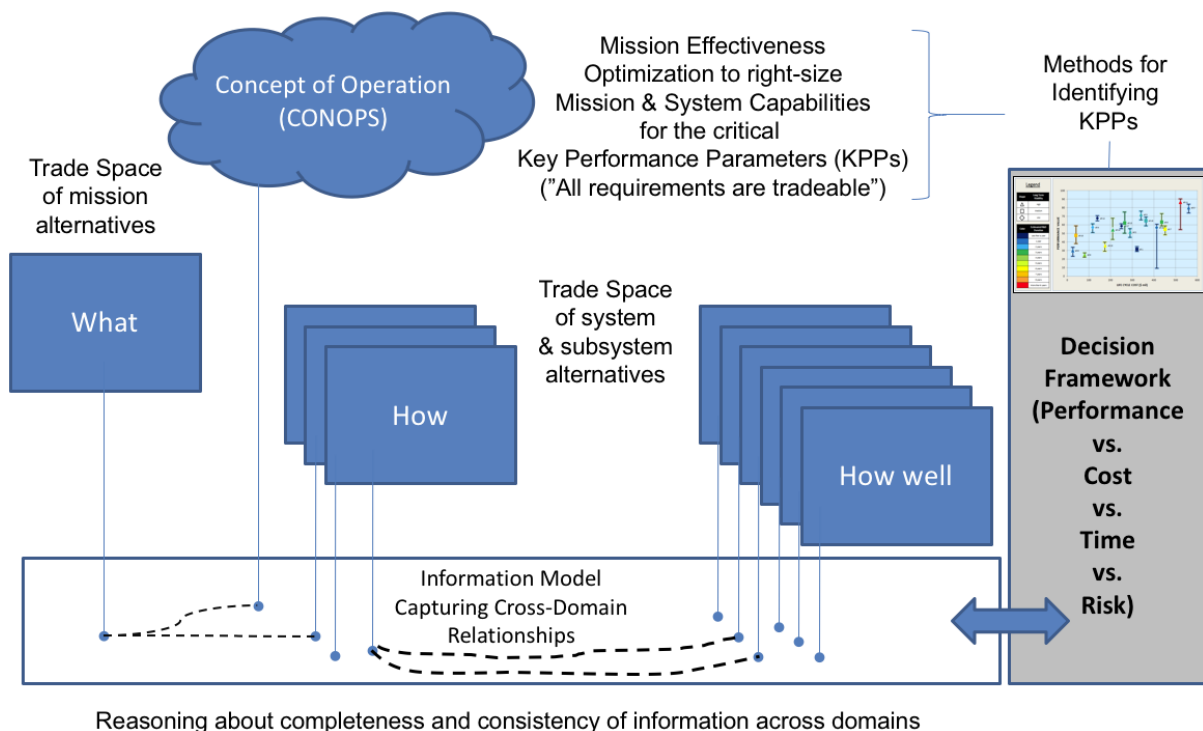 Concept of Operation
(CONOPS)
Mission Effectiveness
Optimization to right-size
Mission & System Capabilities
for the critical
Key Performance Parameters (KPPs)
(”All requirements are tradeable”)
Methods for
Identifying
KPPs
Trade Space
of mission
alternatives
What
How
Trade Space
of system
& subsystem
alternatives
How well
Legend
Decision
Framework
(Performance
vs.
Cost
vs.
Time
vs.
Risk)
Information Model
Capturing Cross-Domain
Relationships
Reasoning about completeness and consistency of information across domains